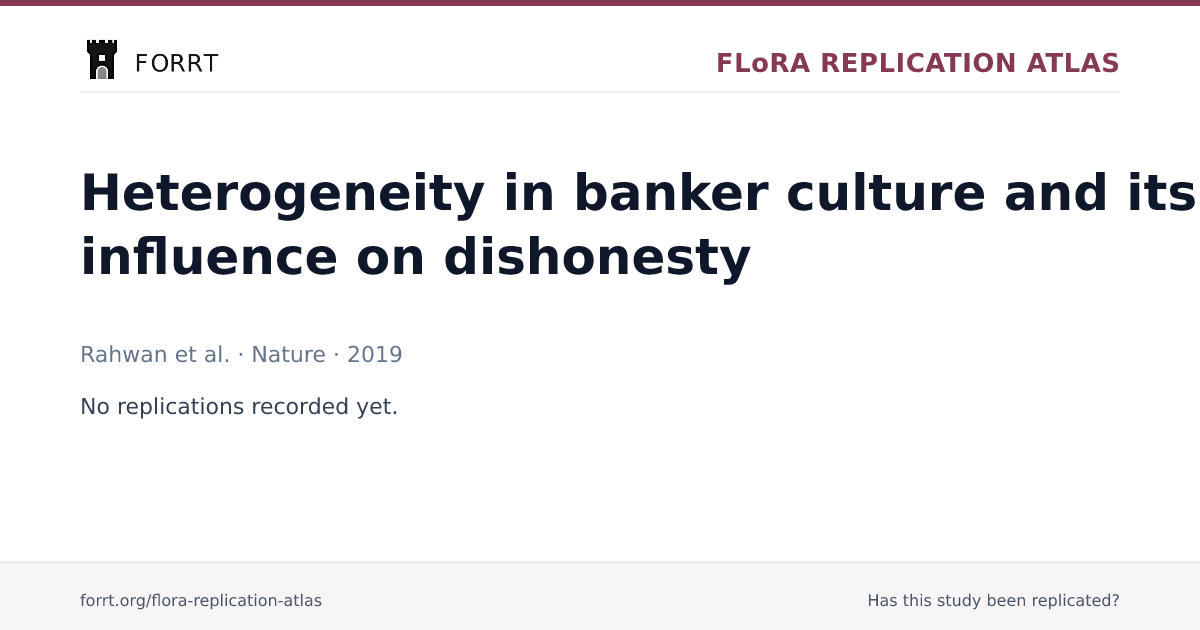 FORRT
FLoRA REPLICATION ATLAS
Heterogeneity in banker culture and its
influence on dishonesty
Rahwan et al. · Nature · 2019
No replications recorded yet.
forrt.org/flora-replication-atlas
Has this study been replicated?